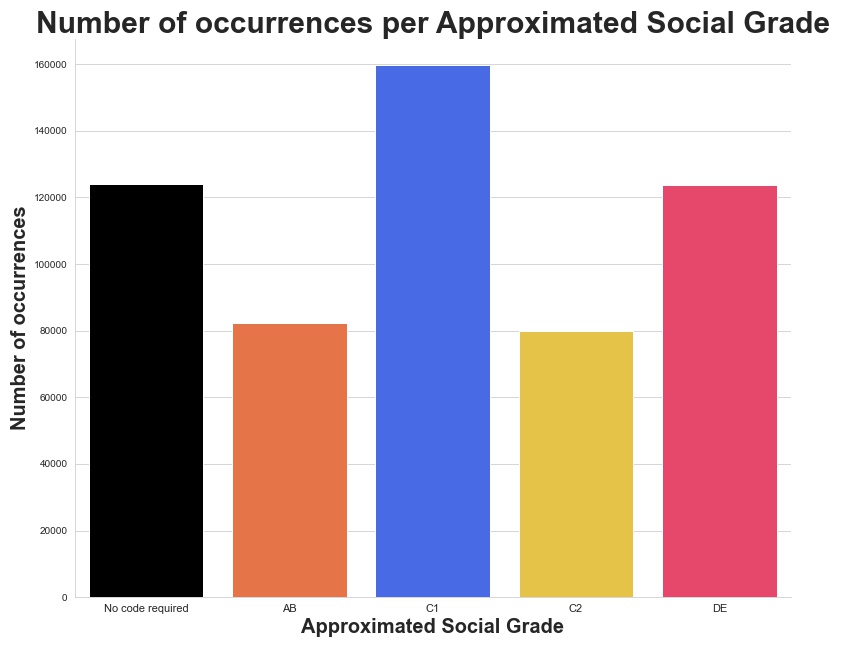 Number of occurrences per Approximated Social Grade
160000
140000
120000
100000
80000
60000
40000
20000
0
Number of occurrences
No code required AB C1 C2 DE
Approximated Social Grade